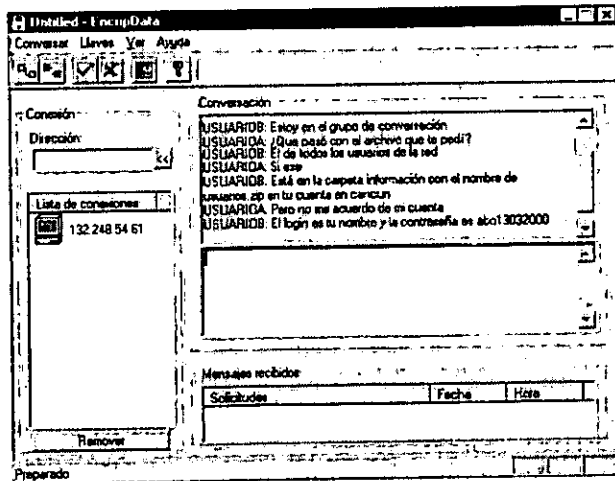 Untitled - EncripData
Conversar Llaves Ver Ayuda
Conexión
Dirección:
<<
Lista de conexiones
132.248.54.61
Remover
Conversación
USUARIOB: Estoy en el grupo de conversación
USUARIOA: ¿Que pasó con el archivo que te pedí?
USUARIOB: El de todos los usuarios de la red
USUARIOA: Si ese
USUARIOB: Está en la carpeta información con el nombre de
usuarios.zip en tu cuenta en cancun
USUARIOA: Pero no me acuerdo de mi cuenta
USUARIOB: El login es tu nombre y la contraseña es abc13032000
Mensajes recibidos
Solicitudes Fecha Hora
Preparado